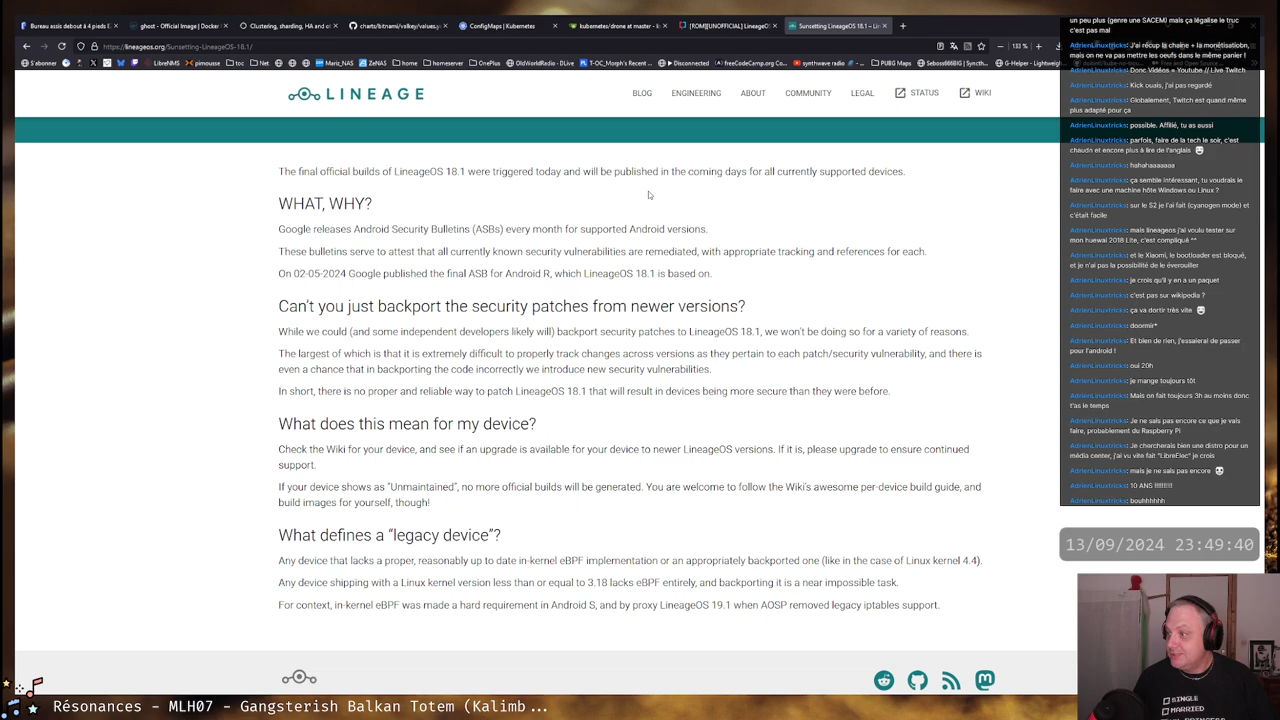 Bureau assis debout à 4 pieds E
ghost - Official Image | Docker
Clustering, sharding, HA and ot
charts/bitnami/valkey/values.y
ConfigMaps | Kubernetes
kubernetes/drone at master · k
[ROM][UNOFFICIAL] LineageO
Sunsetting LineageOS 18.1 – Lin
https://lineageos.org/Sunsetting-LineageOS-18.1/
133 %
S'abonner
pimox
LibreNMS
PiCentral
toc
Net
ENEDIS
IBM
Mariz_NAS
ENEDIS
OldWorldRadio - DLive
T-OC_Morph's Recent ...
PUBG Maps
Sebos666BIG
freeCodeCamp.org - C...
PUBG Maps
Sebos666BIG... Syncht...
synthwave radio
LINEAGE
BLOG
ENGINEERING
ABOUT
COMMUNITY
LEGAL
STATUS
WIKI
The final official builds of LineageOS 18.1 were triggered today and will be published in the coming days for all currently supported devices.
WHAT, WHY?
Google releases Android Security Bulletins (ASBs) every month for supported Android versions.
These bulletins serve to attest that all currently known security vulnerabilities are remediated, with appropriate tracking and references for each.
On 02-05-2024 Google published the final ASB for Android R, which LineageOS 18.1 is based on.
Can't you just backport the security patches from newer versions?
While we could (and some independent developers likely will) backport security patches to LineageOS 18.1, we won't be doing so for a variety of reasons.
The largest of which is that it is extremely difficult to properly track changes across versions as they pertain to each patch/security vulnerability, and there is
even a chance that in backporting the code incorrectly we introduce new security vulnerabilities.
In short, there is no proper and reliable way to patch LineageOS 18.1 that will result in devices being more secure than they were before.
What does this mean for my device?
Check the Wiki for your device, and see if an upgrade is available for your device to newer LineageOS versions. If it is, please upgrade to ensure continued
support.
If your device shows as "Unmaintained", no more official builds will be generated. You are welcome to follow the Wiki's awesome per-device build guide, and
build images for yourself, though!
What defines a "legacy device"?
Any device that lacks a proper, reasonably up to date in-kernel eBPF implementation or an appropriately backported one (like in the case of Linux kernel 4.4).
Any device shipping with a Linux kernel version less than or equal to 3.18 lacks eBPF entirely, and backporting it is a near impossible task.
For context, in-kernel eBPF was made a hard requirement in Android S, and by proxy LineageOS 19.1 when AOSP removed legacy iptables support.
un peu plus (genre une SACEM) mais ça légalise le truc
c'est pas mal
AdrienLinuxtricks: J'ai récup la chaine + la monétisatiobn,
mais on ne va pas mettre les oeufs dans le même panier !
AdrienLinuxtricks: Donc Vidéos = Youtube // Live Twitch
AdrienLinuxtricks: Kick ouais, j'ai pas regardé
AdrienLinuxtricks: Globalement, Twitch est quand même
plus adapté pour ça
AdrienLinuxtricks: possible. Affilié, tu as aussi
AdrienLinuxtricks: parfois, faire de la tech le soir, c'est
chaudn et encore plus à lire de l'anglais
AdrienLinuxtricks: hahahaaaaaaa
AdrienLinuxtricks: ça semble intéressant, tu voudrais le
faire avec une machine hôte Windows ou Linux ?
AdrienLinuxtricks: sur le S2 je l'ai fait (cyanogen mode) et
c'était facile
AdrienLinuxtricks: mais lineageos j'ai voulu tester sur
mon huewai 2018 Lite, c'est compliqué ^^
AdrienLinuxtricks: et le Xiaomi, le bootloader est bloqué,
et je n'ai pas la possibilité de le éverouiller
AdrienLinuxtricks: je crois qu'il y en a un paquet
AdrienLinuxtricks: c'est pas sur wikipedia ?
AdrienLinuxtricks: ça va dortir très vite
AdrienLinuxtricks: doormir*
AdrienLinuxtricks: Et bien de rien, j'essaierai de passer
pour l'android !
AdrienLinuxtricks: oui 20h
AdrienLinuxtricks: je mange toujours tôt
AdrienLinuxtricks: Mais on fait toujours 3h au moins donc
t'as le temps
AdrienLinuxtricks: Je ne sais pas encore ce que je vais
faire, probablement du Raspberry Pi
AdrienLinuxtricks: Je chercherais bien une distro pour un
média center, j'ai vu vite fait "LibreElec" je crois
AdrienLinuxtricks: mais je ne sais pas encore
AdrienLinuxtricks: 10 ANS !!!!!!!!!!
AdrienLinuxtricks: bouhhhhhh
13/09/2024 23:49:40
SINGLE
MARRIED
Résonances - MLH07 - Gangsterish Balkan Totem (Kalimb ...